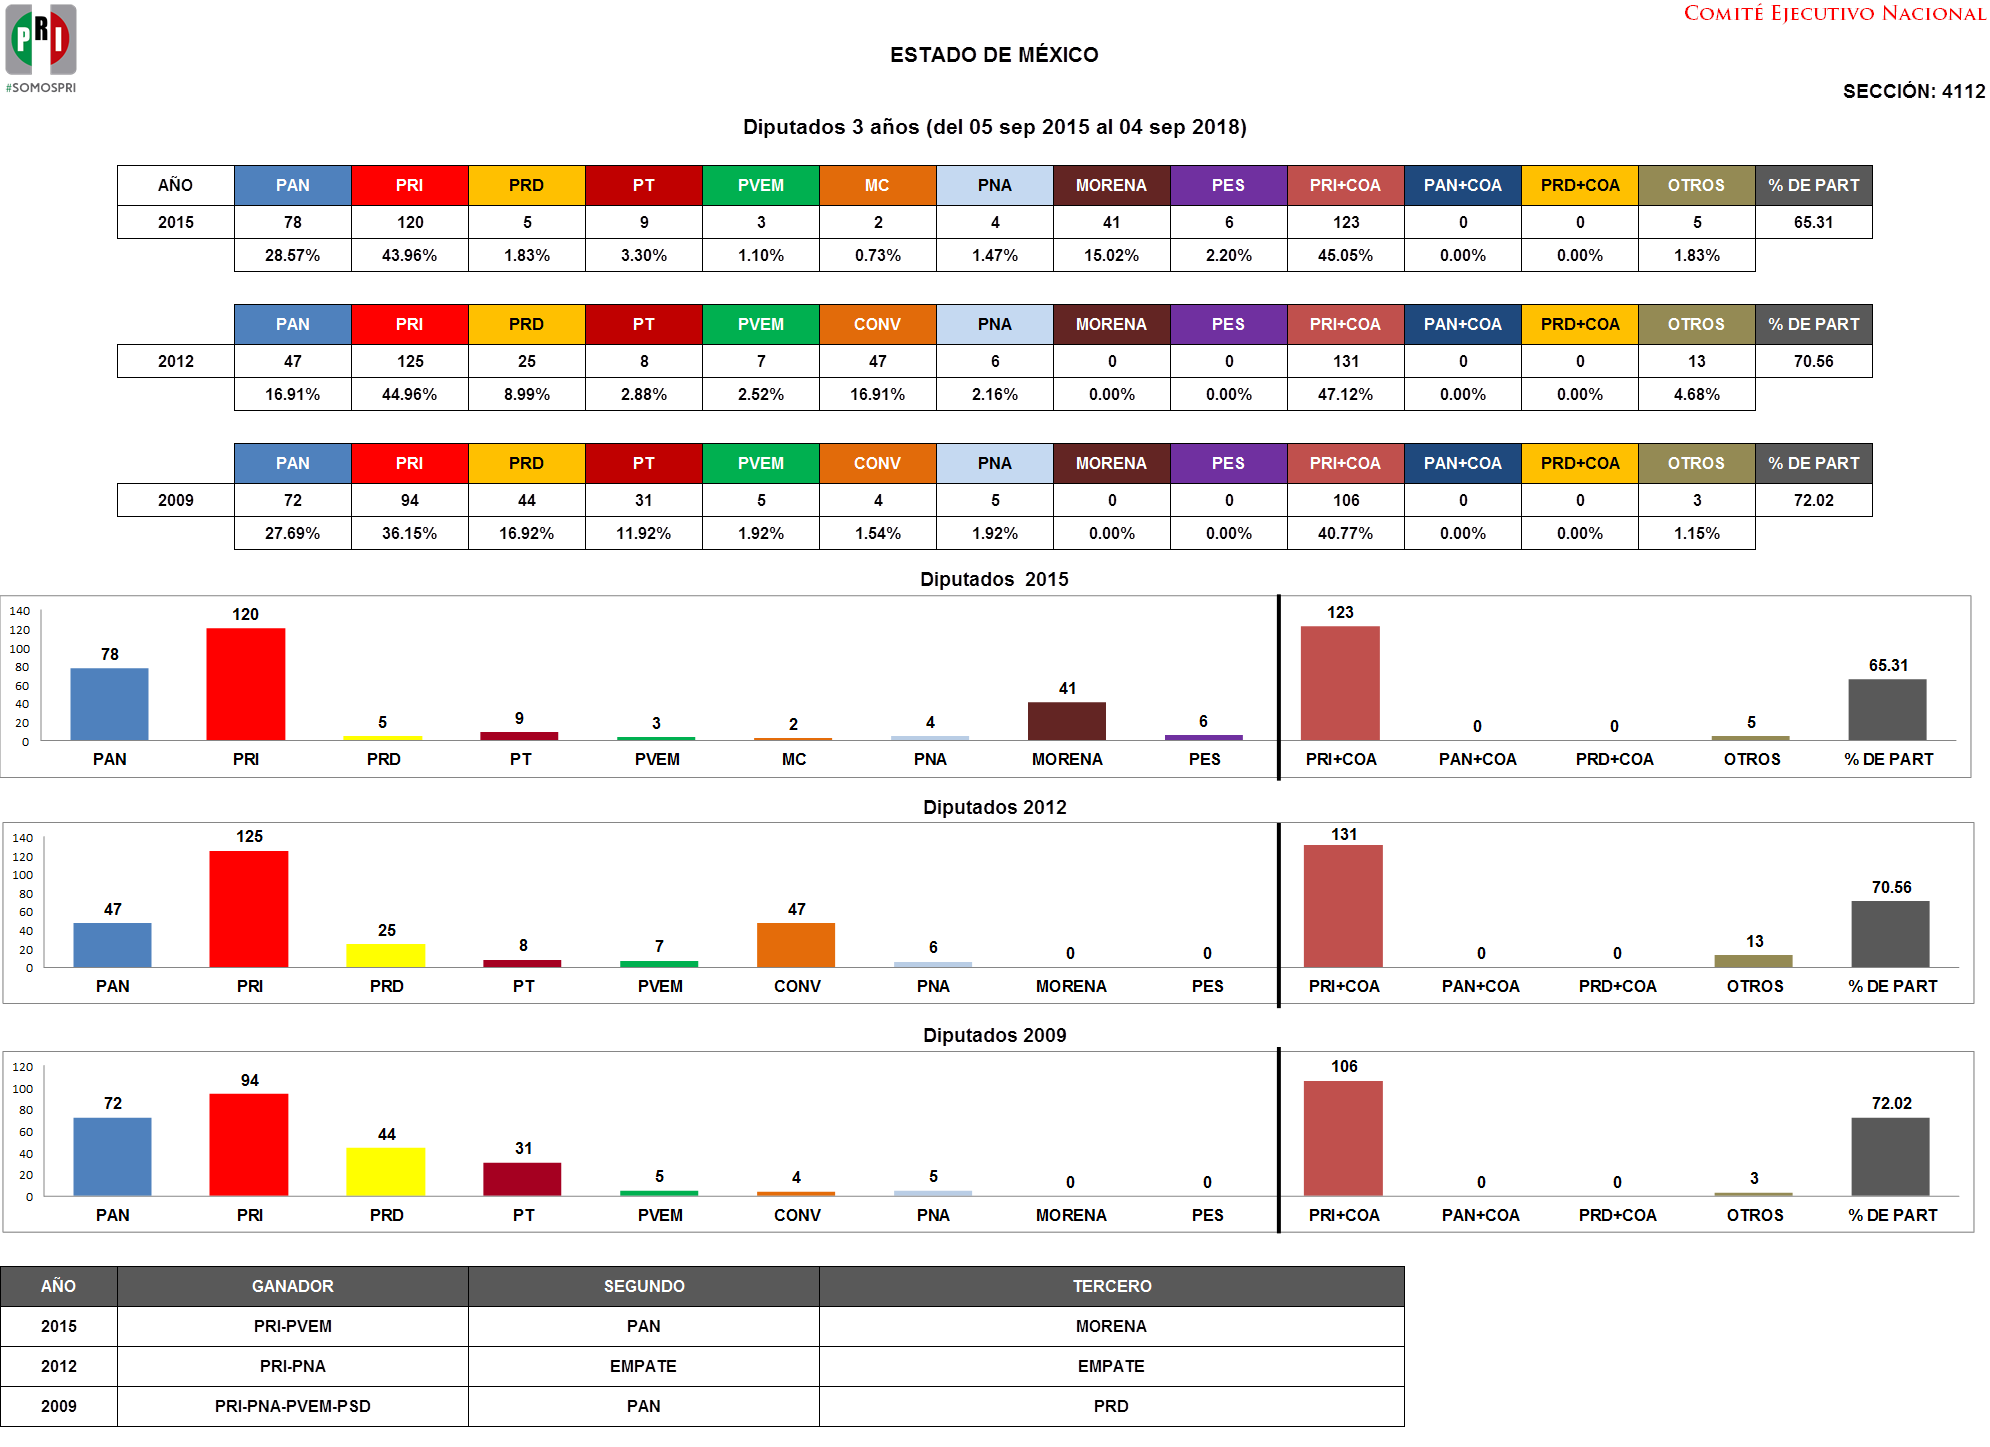 PRI
#SOMOSPRI
COMITÉ EJECUTIVO NACIONAL
ESTADO DE MÉXICO
SECCIÓN: 4112
Diputados 3 años (del 05 sep 2015 al 04 sep 2018)
AÑO PAN PRI PRD PT PVEM MC PNA MORENA PES PRI+COA PAN+COA PRD+COA OTROS % DE PART
2015 78 120 5 9 3 2 4 41 6 123 0 0 5 65.31
28.57% 43.96% 1.83% 3.30% 1.10% 0.73% 1.47% 15.02% 2.20% 45.05% 0.00% 0.00% 1.83%
PAN PRI PRD PT PVEM CONV PNA MORENA PES PRI+COA PAN+COA PRD+COA OTROS % DE PART
2012 47 125 25 8 7 47 6 0 0 131 0 0 13 70.56
16.91% 44.96% 8.99% 2.88% 2.52% 16.91% 2.16% 0.00% 0.00% 47.12% 0.00% 0.00% 4.68%
PAN PRI PRD PT PVEM CONV PNA MORENA PES PRI+COA PAN+COA PRD+COA OTROS % DE PART
2009 72 94 44 31 5 4 5 0 0 106 0 0 3 72.02
27.69% 36.15% 16.92% 11.92% 1.92% 1.54% 1.92% 0.00% 0.00% 40.77% 0.00% 0.00% 1.15%
Diputados 2015
140
120
100
80
60
40
20
0
78 120 5 9 3 2 4 41 6 123 0 0 5 65.31
PAN PRI PRD PT PVEM MC PNA MORENA PES PRI+COA PAN+COA PRD+COA OTROS % DE PART
Diputados 2012
140
120
100
80
60
40
20
0
47 125 25 8 7 47 6 0 0 131 0 0 13 70.56
PAN PRI PRD PT PVEM CONV PNA MORENA PES PRI+COA PAN+COA PRD+COA OTROS % DE PART
Diputados 2009
120
100
80
60
40
20
0
72 94 44 31 5 4 5 0 0 106 0 0 3 72.02
PAN PRI PRD PT PVEM CONV PNA MORENA PES PRI+COA PAN+COA PRD+COA OTROS % DE PART
AÑO GANADOR SEGUNDO TERCERO
2015 PRI-PVEM PAN MORENA
2012 PRI-PNA EMPATE EMPATE
2009 PRI-PNA-PVEM-PSD PAN PRD